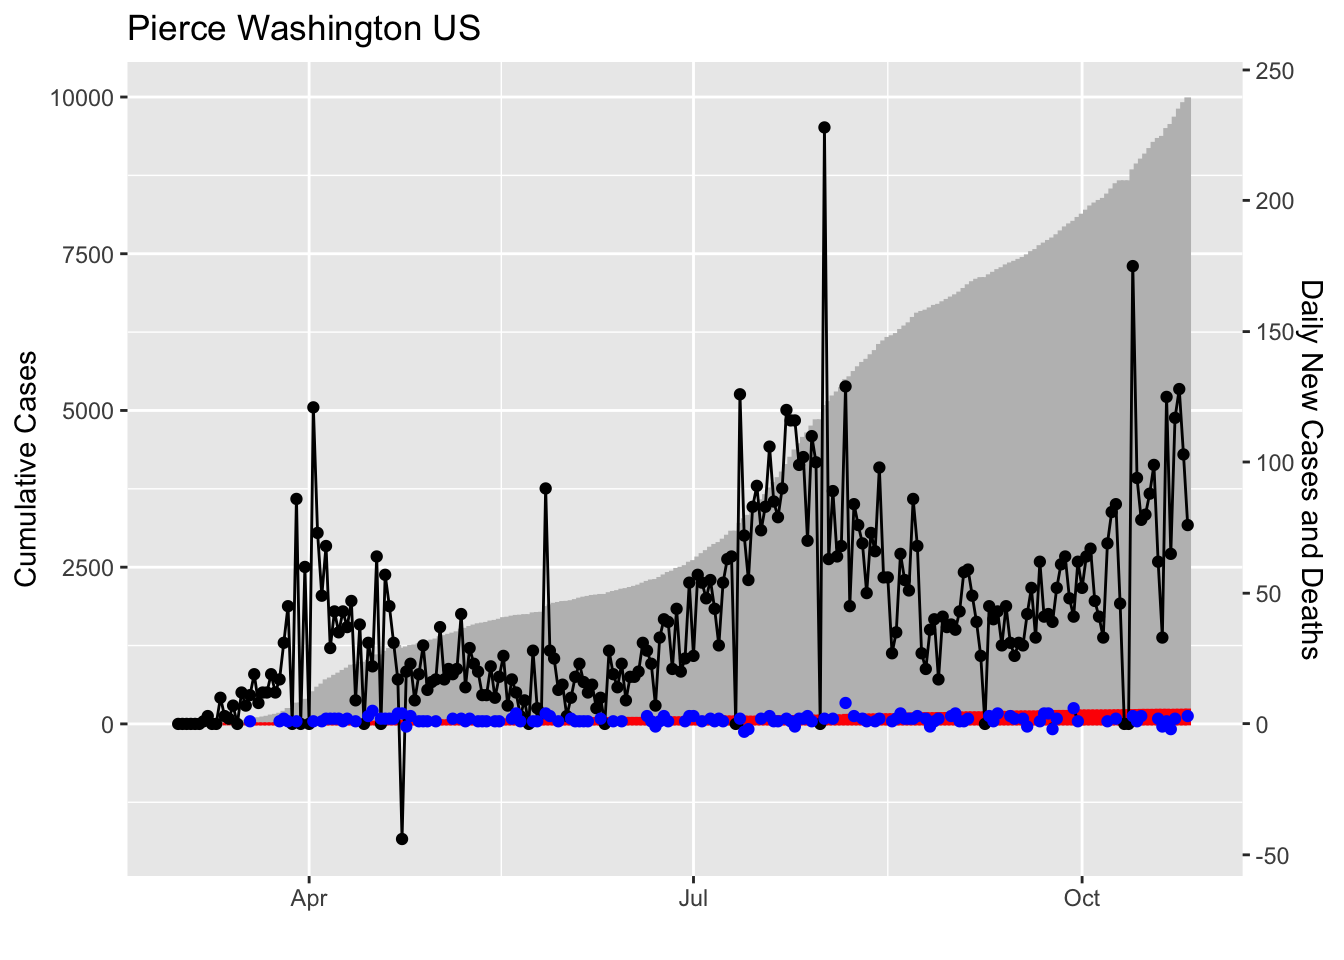 Pierce Washington US
10000
7500
5000
2500
0
Cumulative Cases
250
200
150
100
50
0
-50
Daily New Cases and Deaths
Apr
Jul
Oct